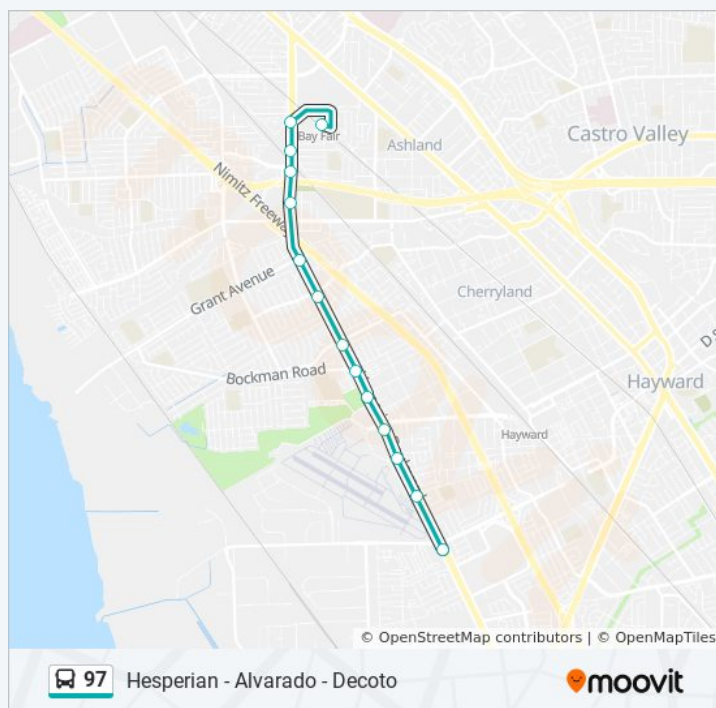 Castro Valley
Bay Fair
Ashland
Nimitz Freeway
Grant Avenue
Cherryland
D S
Bockman Road
Hayward
Hayward
© OpenStreetMap contributors | © OpenMapTiles
97 Hesperian - Alvarado - Decoto
moovit